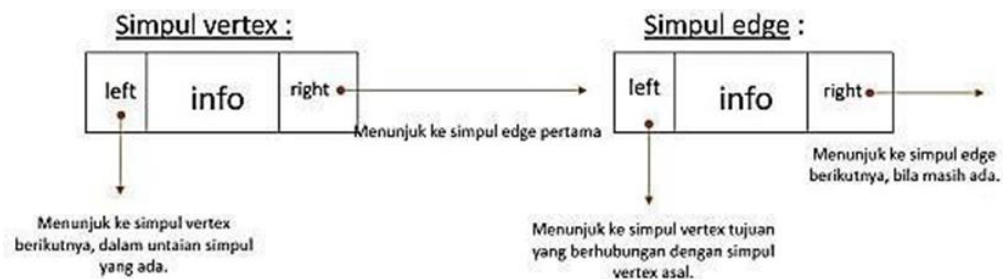 Simpul vertex :
left
info
right
Menunjuk ke simpul edge pertama
Menunjuk ke simpul vertex
berikutnya, dalam untaian simpul
yang ada.
Simpul edge :
left
info
right
Menunjuk ke simpul edge
berikutnya, bila masih ada.
Menunjuk ke simpul vertex tujuan
yang berhubungan dengan simpul
vertex asal.